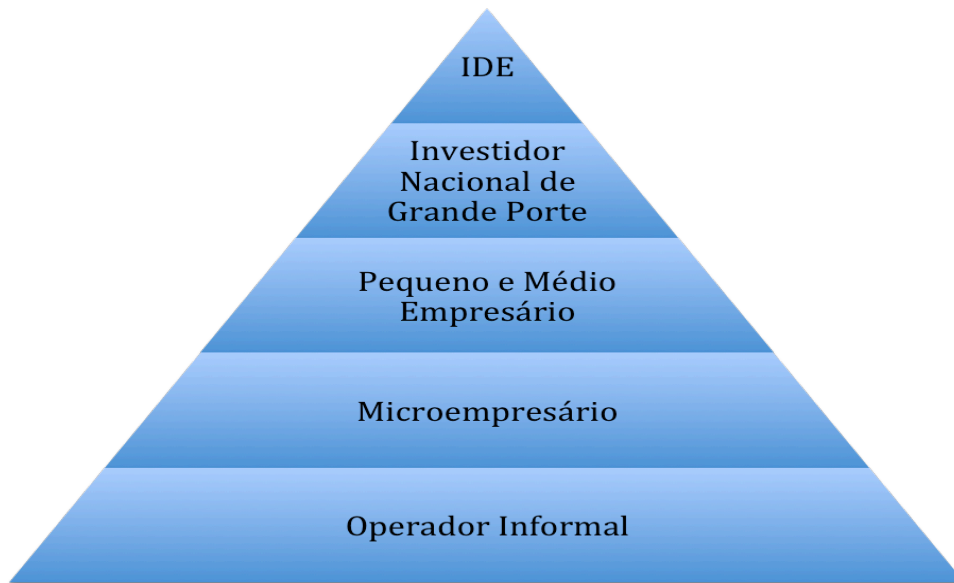 IDE
Investidor
Nacional de
Grande Porte
Pequeno e Médio
Empresário
Microempresário
Operador Informal